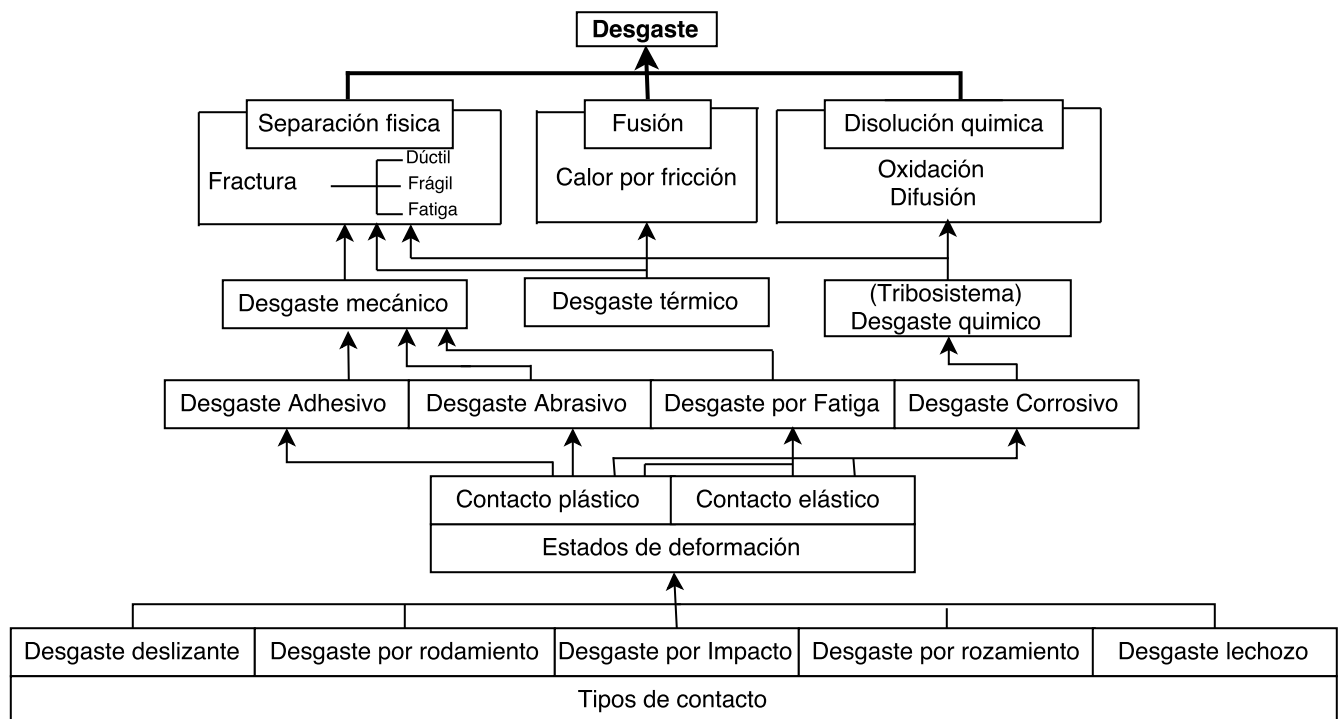 Desgaste
Separación fisica
Fusión
Disolución quimica
Fractura
Dúctil
Frágil
Fatiga
Calor por fricción
Oxidación
Difusión
Desgaste mecánico
Desgaste térmico
(Tribosistema)
Desgaste quimico
Desgaste Adhesivo
Desgaste Abrasivo
Desgaste por Fatiga
Desgaste Corrosivo
Contacto plástico
Contacto elástico
Estados de deformación
Desgaste deslizante
Desgaste por rodamiento
Desgaste por Impacto
Desgaste por rozamiento
Desgaste lechozo
Tipos de contacto